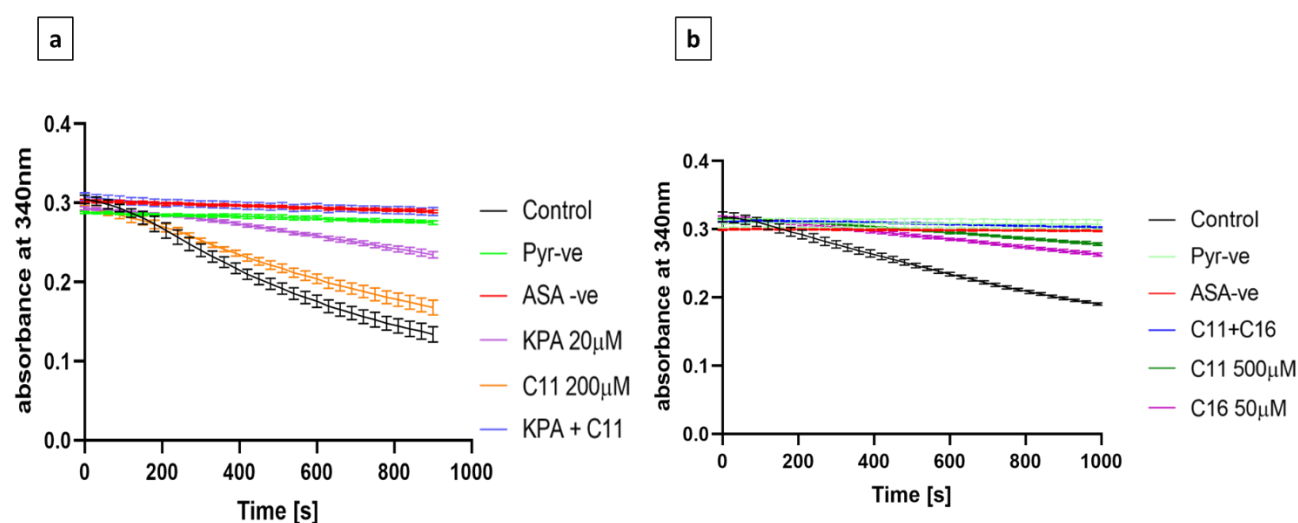 a
absorbance at 340nm
0.4
0.3
0.2
0.1
0.0
0
200
400
600
800
1000
Time [s]
Control
Pyr-ve
ASA -ve
KPA 20μM
C11 200μM
KPA + C11
b
absorbance at 340nm
0.4
0.3
0.2
0.1
0.0
0
200
400
600
800
1000
Time [s]
Control
Pyr-ve
ASA-ve
C11+C16
C11 500μM
C16 50μM